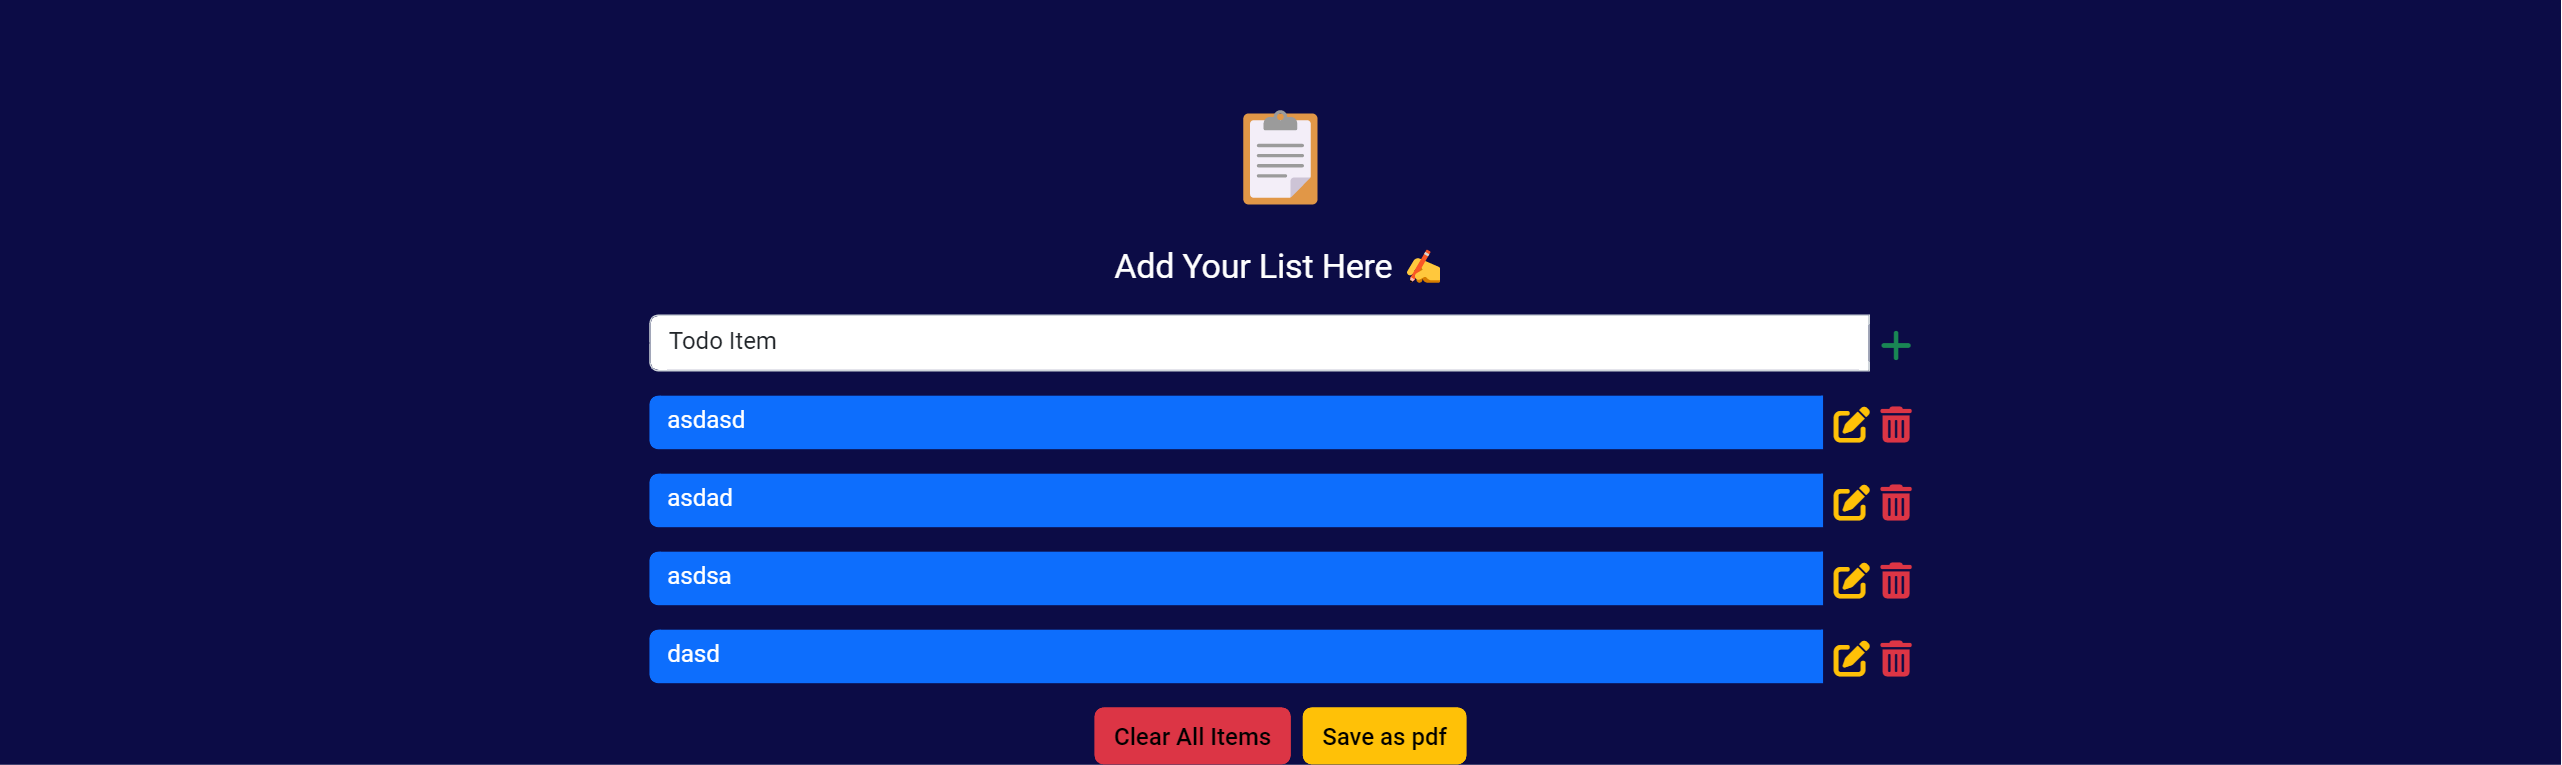 Add Your List Here ✍️
Todo Item
asdasd
asdad
asdsa
dasd
Clear All Items
Save as pdf